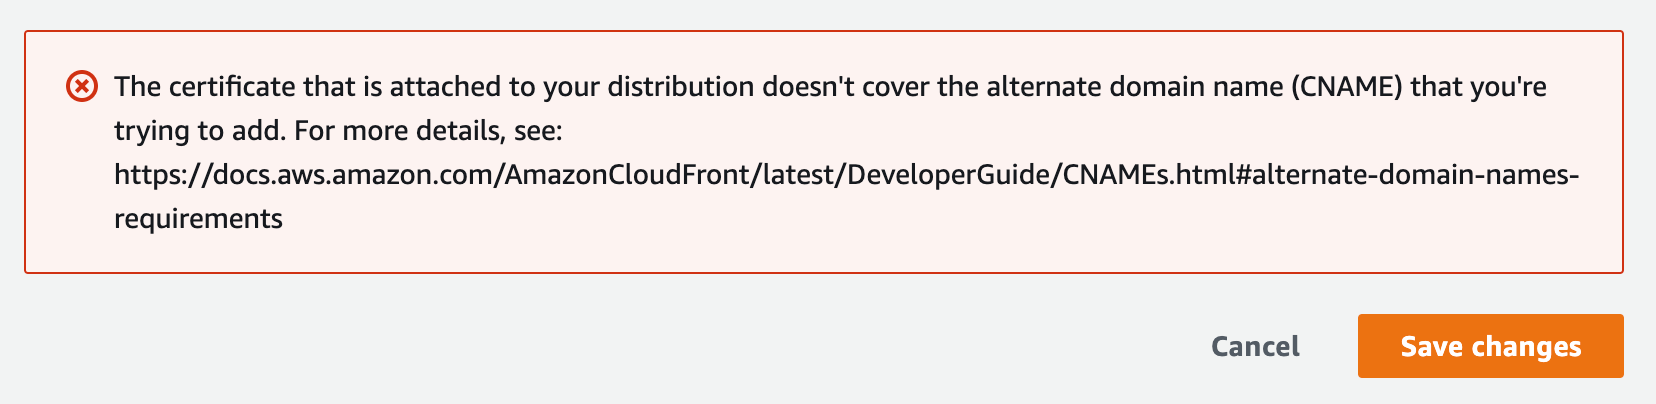 The certificate that is attached to your distribution doesn't cover the alternate domain name (CNAME) that you're
trying to add. For more details, see:
https://docs.aws.amazon.com/AmazonCloudFront/latest/DeveloperGuide/CNAMEs.html#alternate-domain-names-
requirements
Cancel
Save changes